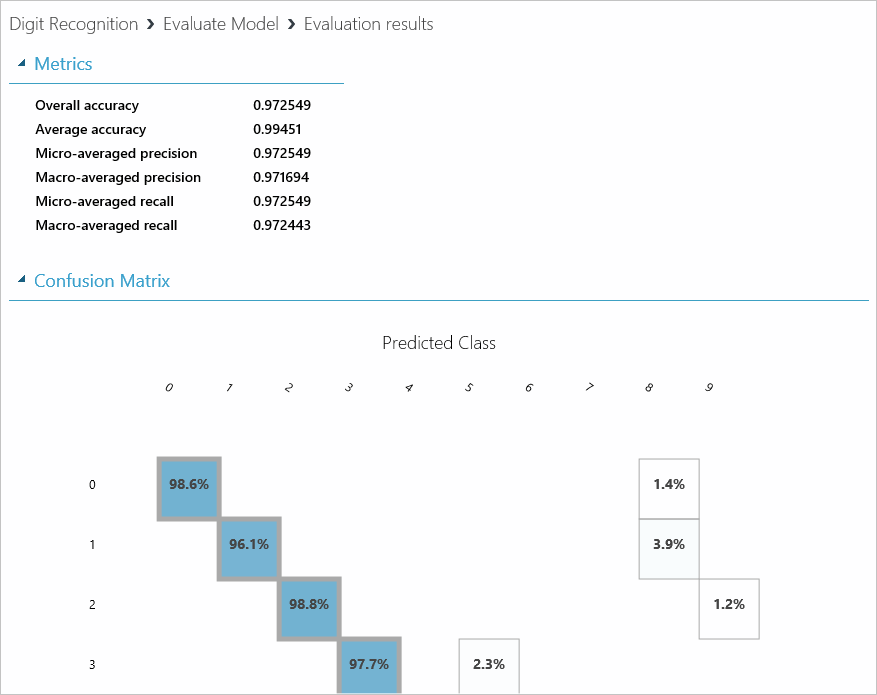 Digit Recognition › Evaluate Model › Evaluation results
Metrics
Overall accuracy 0.972549
Average accuracy 0.99451
Micro-averaged precision 0.972549
Macro-averaged precision 0.971694
Micro-averaged recall 0.972549
Macro-averaged recall 0.972443
Confusion Matrix
Predicted Class
0 1 2 3 4 5 6 7 8 9
0 98.6% 1.4%
1 96.1% 3.9%
2 98.8% 1.2%
3 97.7% 2.3%